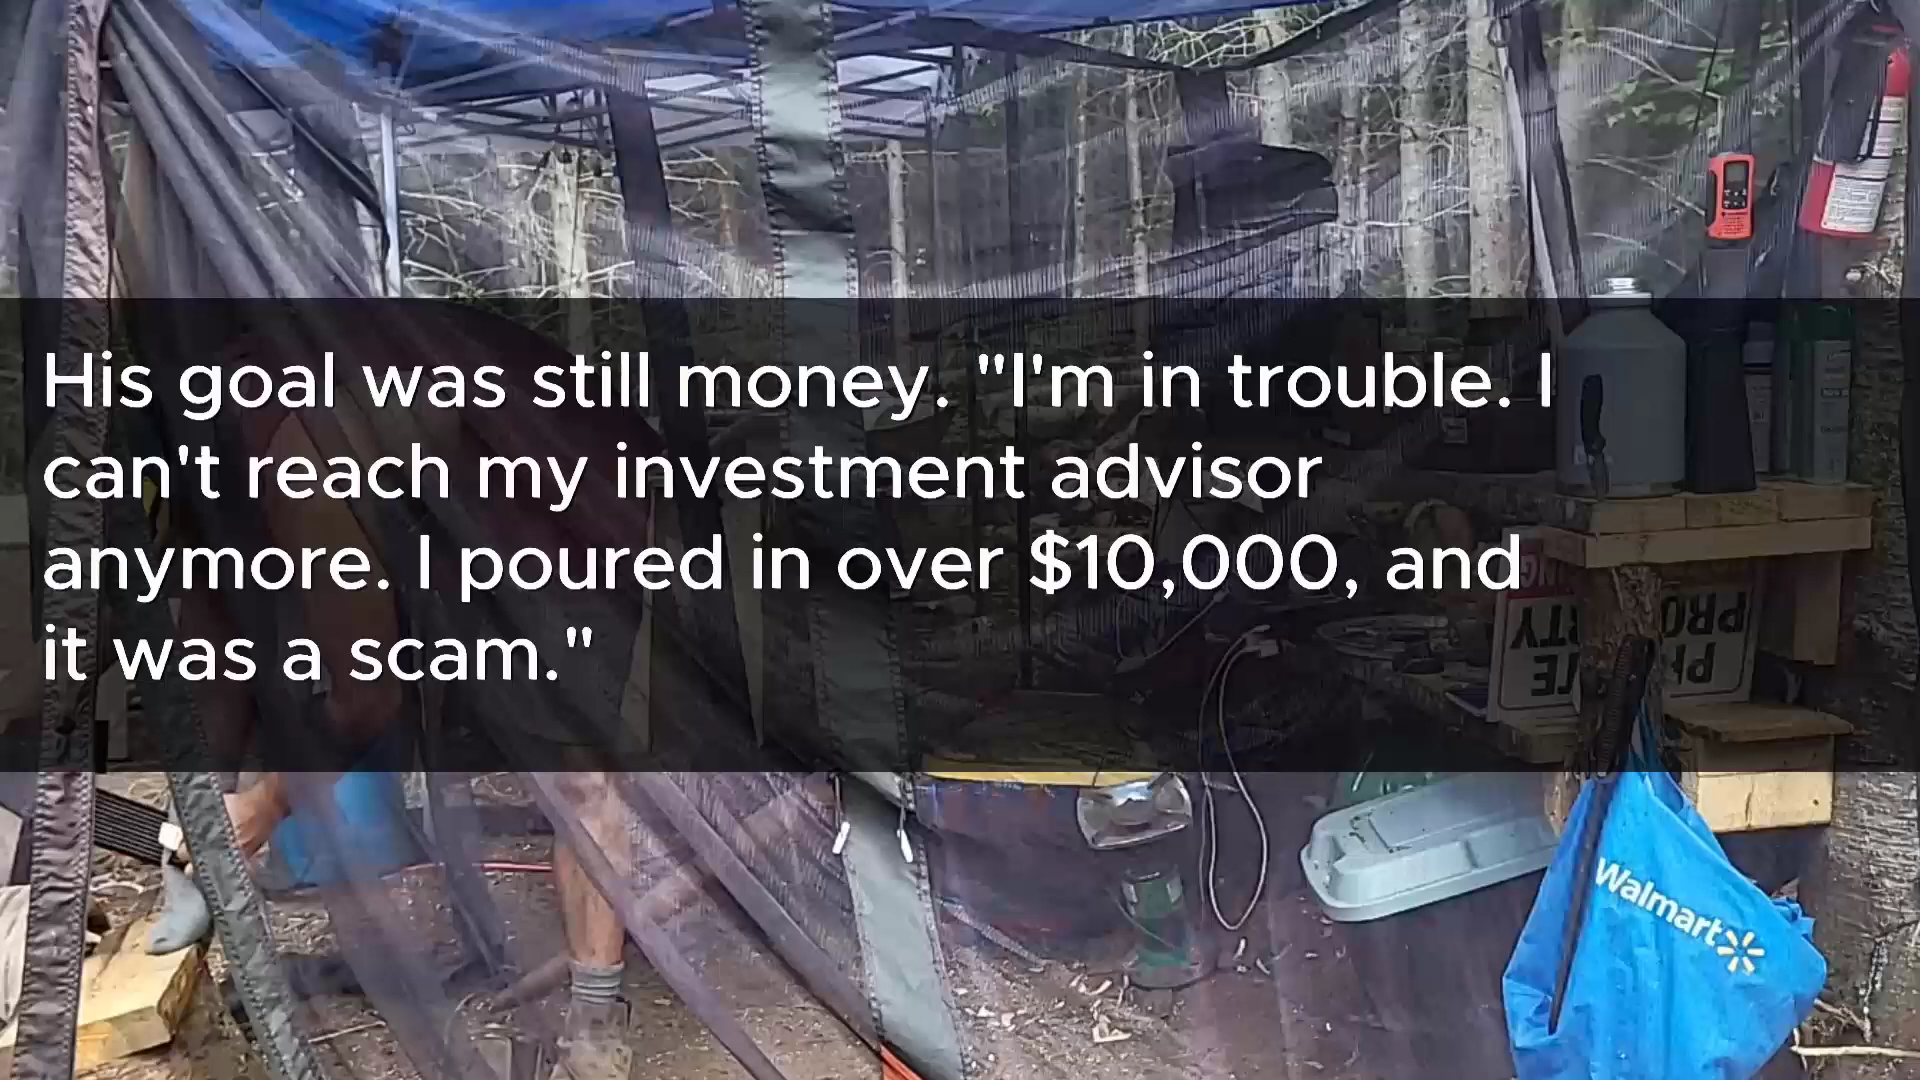 His goal was still money. "I'm in trouble. I
can't reach my investment advisor
anymore. I poured in over $10,000, and
it was a scam."
Walmart